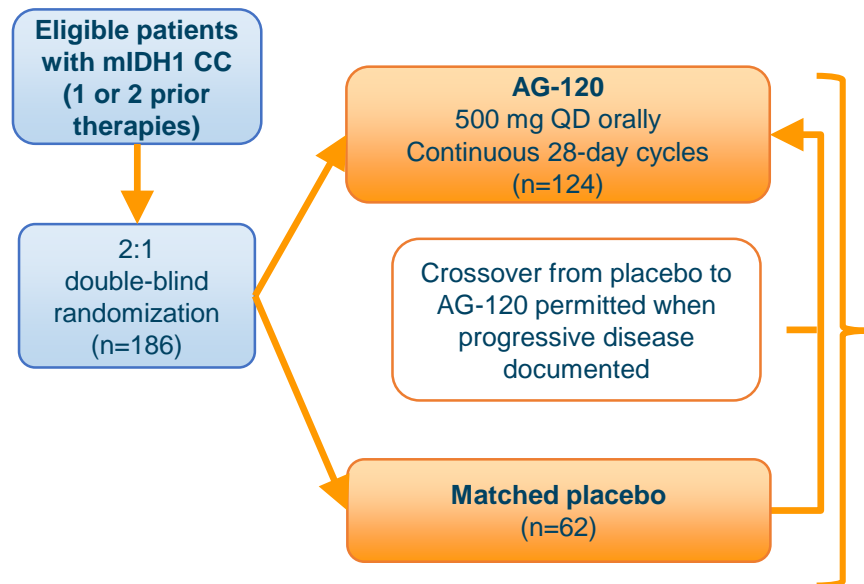 Eligible patients
with mIDH1 CC
(1 or 2 prior
therapies)
2:1
double-blind
randomization
(n=186)
AG-120
500 mg QD orally
Continuous 28-day cycles
(n=124)
Crossover from placebo to
AG-120 permitted when
progressive disease
documented
Matched placebo
(n=62)